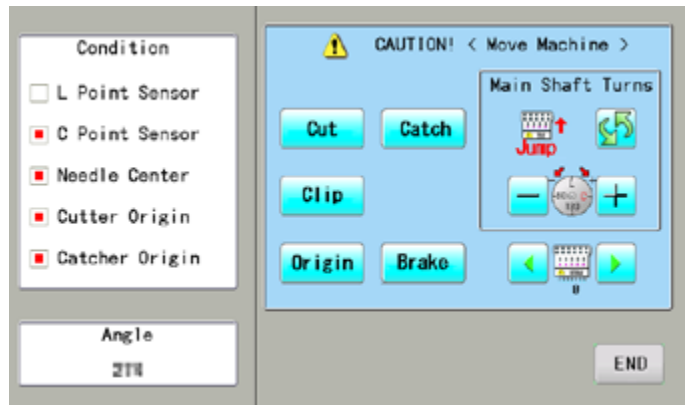 Condition
L Point Sensor
C Point Sensor
Needle Center
Cutter Origin
Catcher Origin
Angle
CAUTION! < Move Machine >
Main Shaft Turns
Cut
Catch
Jump
Clip
Origin
Brake
END